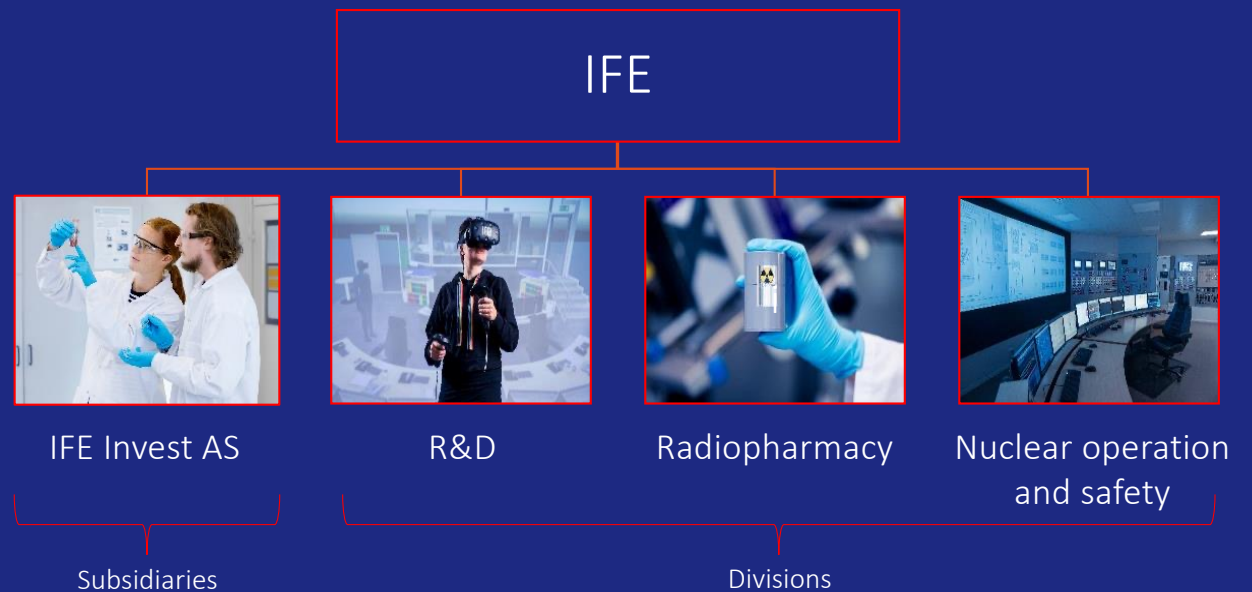 IFE
IFE Invest AS
R&D
Radiopharmacy
Nuclear operation
and safety
Subsidiaries
Divisions